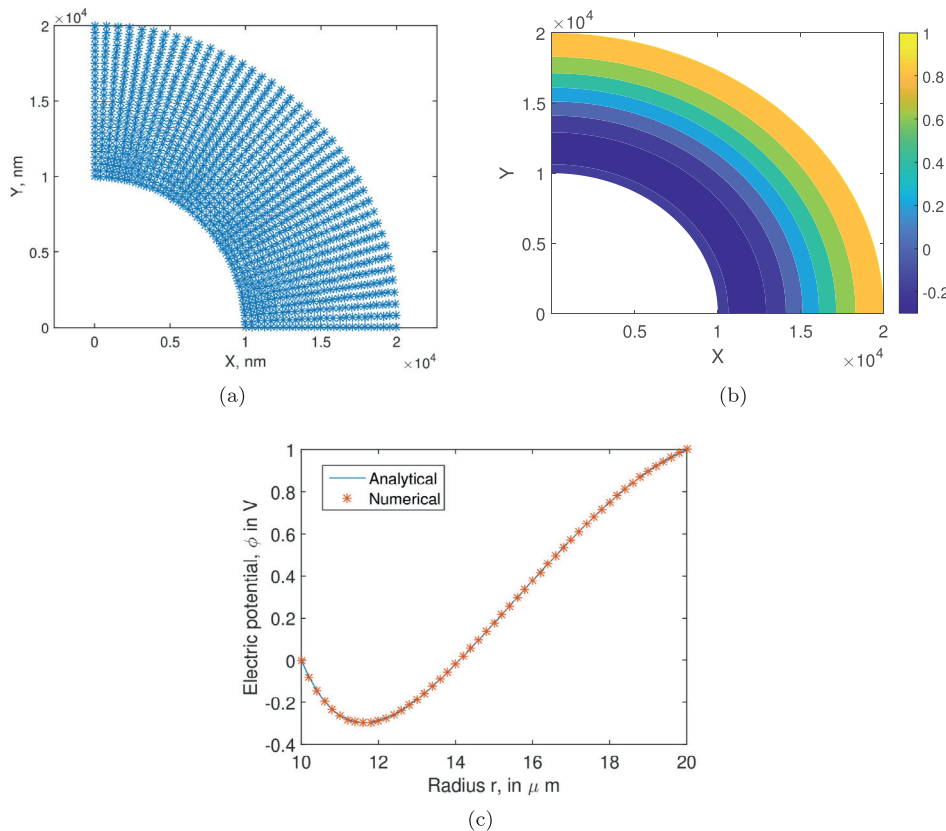 ×10⁴
2
1.5
1
0.5
0
Y, nm
0 0.5 1 1.5 2
X, nm
×10⁴
(a)
×10⁴
2
1.5
1
0.5
0
Y
0.5 1 1.5 2
X
×10⁴
1
0.8
0.6
0.4
0.2
0
-0.2
(b)
1
0.8
0.6
0.4
0.2
0
-0.2
-0.4
Electric potential, ϕ in V
Analytical
Numerical
10 12 14 16 18 20
Radius r, in μ m
(c)